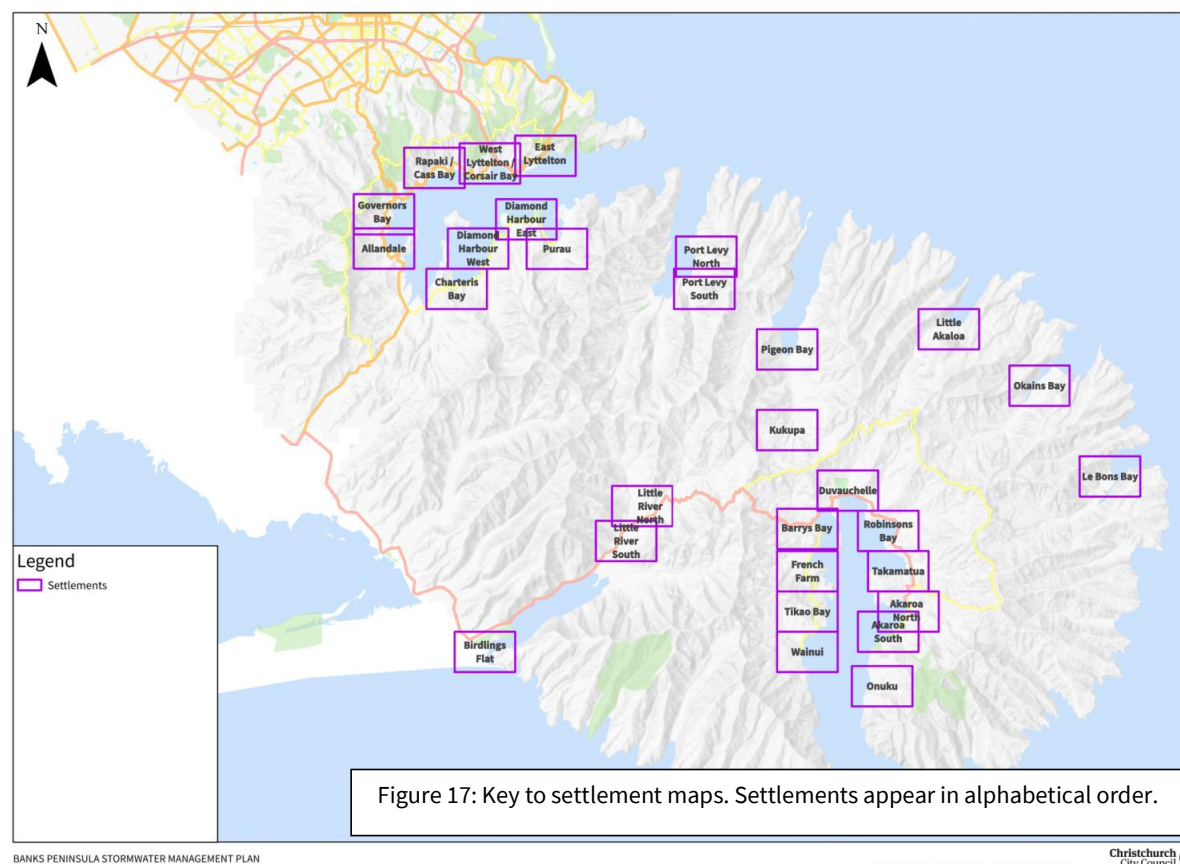 N
East
Lyttelton
West
Lyttelton /
Corsair Bay
Rapaki /
Cass Bay
Governors
Bay
Diamond
Harbour
East
Allandale
Diamond
Harbour
West
Purau
Port Levy
North
Charteris
Bay
Port Levy
South
Little
Akaloa
Pigeon Bay
Okains Bay
Kukupa
Le Bons Bay
Duvauchelle
Little
River
North
Barrys Bay
Robinsons
Bay
Little
River
South
French
Farm
Takamatua
Tikao Bay
Akaroa
North
Akaroa
South
Birdlings
Flat
Wainui
Onuku
Legend
Settlements
Figure 17: Key to settlement maps. Settlements appear in alphabetical order.
BANKS PENINSULA STORMWATER MANAGEMENT PLAN
Christchurch
City Council